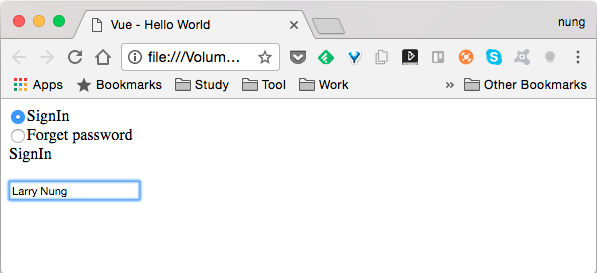 Vue - Hello World
nung
file:///Volum...
Apps Bookmarks Study Tool Work » Other Bookmarks
SignIn
Forget password
SignIn
Larry Nung